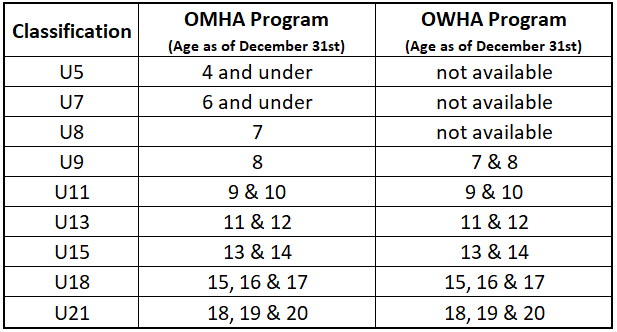 Classification OMHA Program OWHA Program
(Age as of December 31st) (Age as of December 31st)
U5 4 and under not available
U7 6 and under not available
U8 7 not available
U9 8 7 & 8
U11 9 & 10 9 & 10
U13 11 & 12 11 & 12
U15 13 & 14 13 & 14
U18 15, 16 & 17 15, 16 & 17
U21 18, 19 & 20 18, 19 & 20